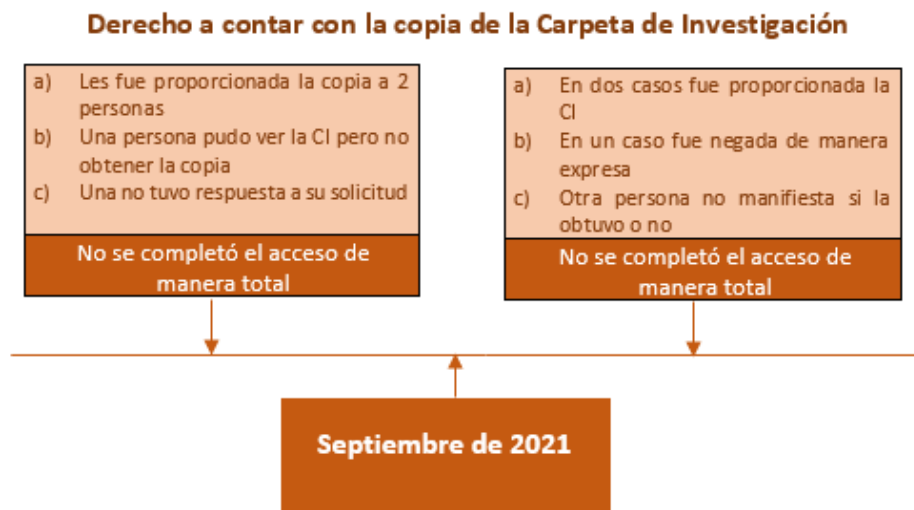 Derecho a contar con la copia de la Carpeta de Investigación
a) Les fue proporcionada la copia a 2
personas
b) Una persona pudo ver la CI pero no
obtener la copia
c) Una no tuvo respuesta a su solicitud
No se completó el acceso de
manera total
a) En dos casos fue proporcionada la
CI
b) En un caso fue negada de manera
expresa
c) Otra persona no manifiesta si la
obtuvo o no
No se completó el acceso de
manera total
Septiembre de 2021